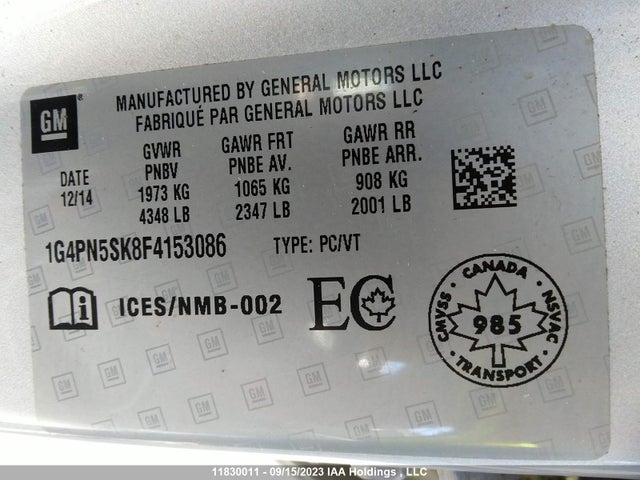 GM ®
MANUFACTURED BY GENERAL MOTORS LLC
FABRIQUÉ PAR GENERAL MOTORS LLC
DATE
12/14
GVWR
PNBV
1973 KG
4348 LB
GAWR FRT
PNBE AV.
1065 KG
2347 LB
GAWR RR
PNBE ARR.
908 KG
2001 LB
1G4PN5SK8F4153086 TYPE: PC/VT
ICES/NMB-002
EC
CANADA
CMVSS
985
NSVAC
TRANSPORT
11830011 - 09/15/2023 IAA Holdings , LLC